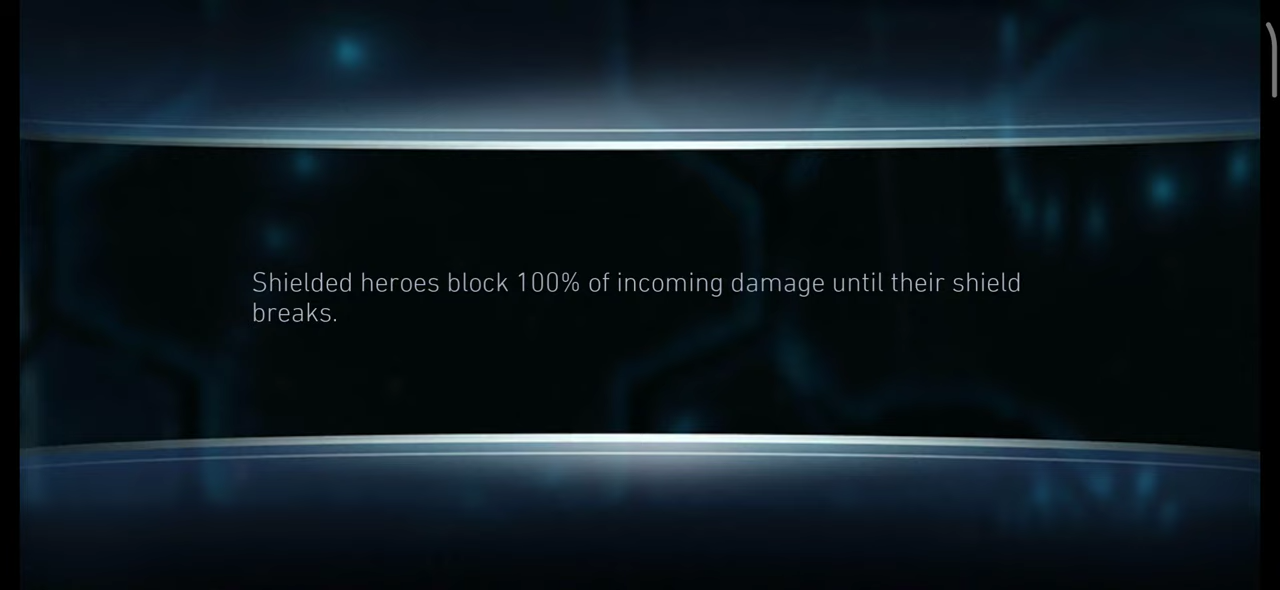 Shielded heroes block 100% of incoming damage until their shield
breaks.